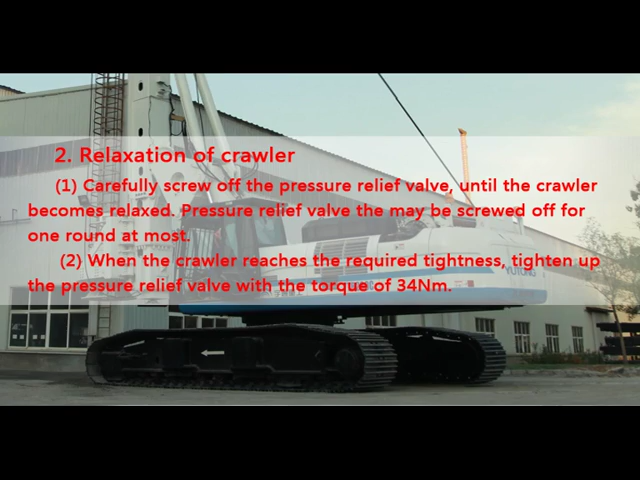 2. Relaxation of crawler
(1) Carefully screw off the pressure relief valve, until the crawler
becomes relaxed. Pressure relief valve the may be screwed off for
one round at most.
(2) When the crawler reaches the required tightness, tighten up
the pressure relief valve with the torque of 34Nm.
YUTONG